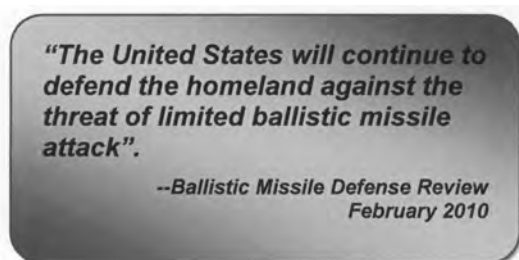 “The United States will continue to
defend the homeland against the
threat of limited ballistic missile
attack”.
--Ballistic Missile Defense Review
February 2010